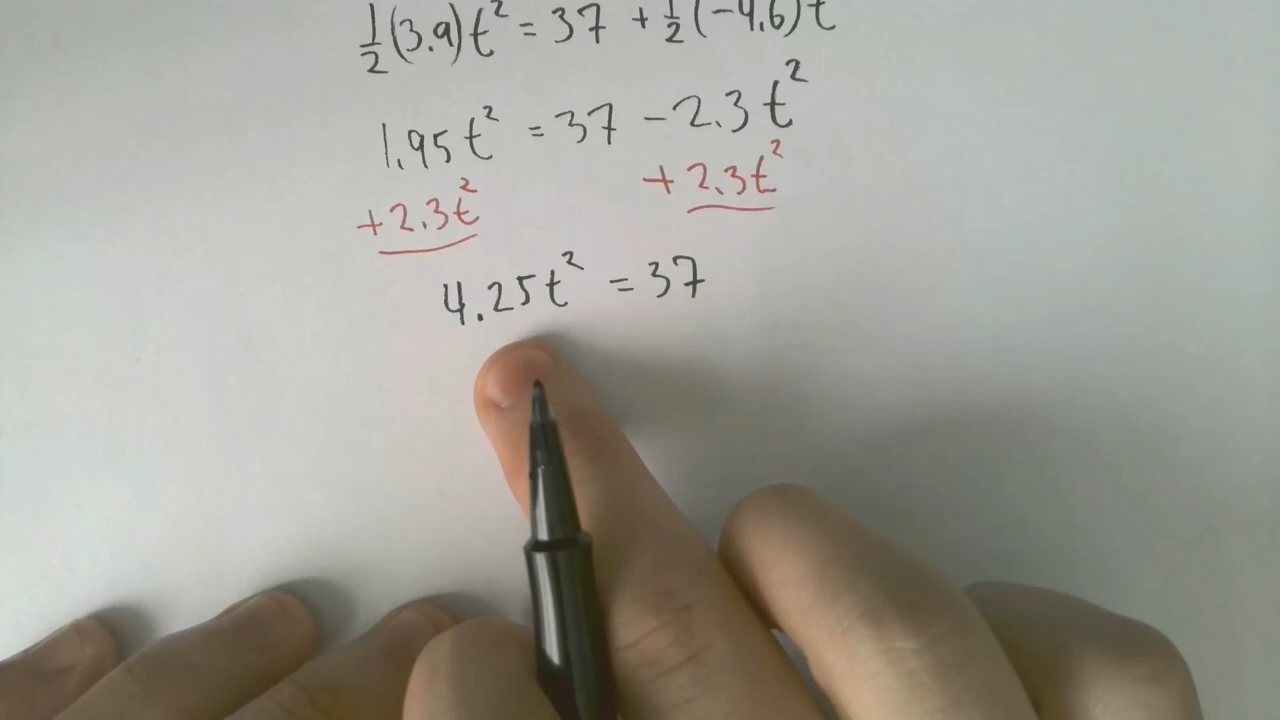 ½(3.9)t² = 37 + ½(-4.6)t
1.95t² = 37 - 2.3t²
+2.3t² +2.3t²
4.25t² = 37